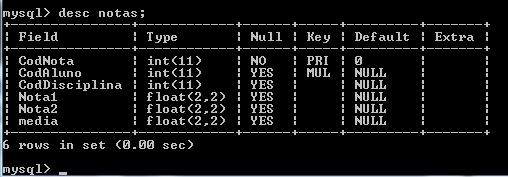 mysql> desc notas;
+---------------+------------+------+-----+---------+-------+
| Field         | Type       | Null | Key | Default | Extra |
+---------------+------------+------+-----+---------+-------+
| CodNota       | int(11)    | NO   | PRI | 0       |       |
| CodAluno      | int(11)    | YES  | MUL | NULL    |       |
| CodDisciplina | int(11)    | YES  |     | NULL    |       |
| Nota1         | float(2,2) | YES  |     | NULL    |       |
| Nota2         | float(2,2) | YES  |     | NULL    |       |
| media         | float(2,2) | YES  |     | NULL    |       |
+---------------+------------+------+-----+---------+-------+
6 rows in set (0.00 sec)
mysql> _